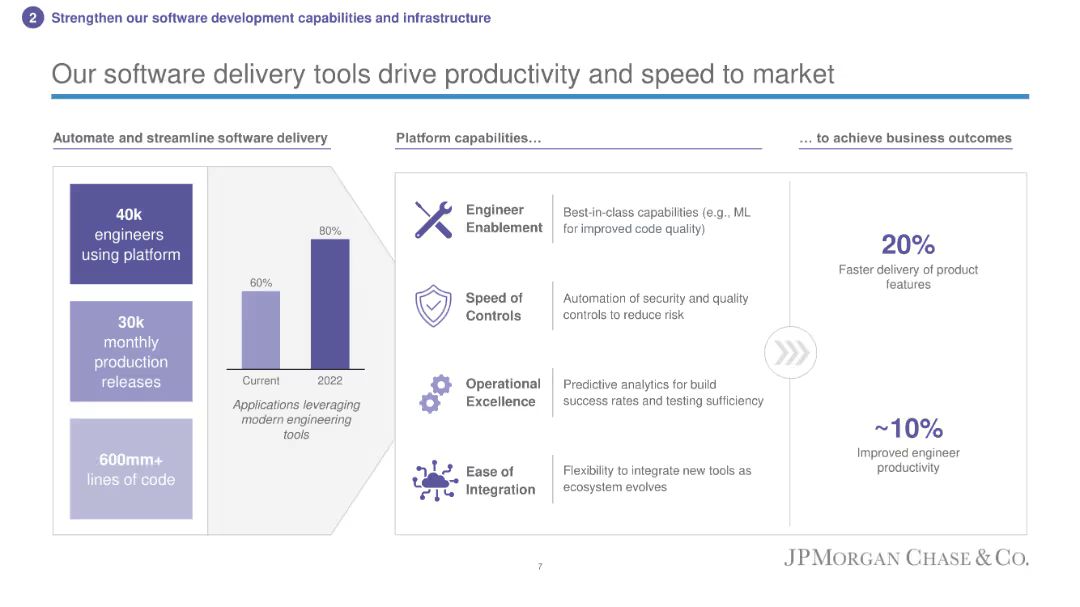 2 Strengthen our software development capabilities and infrastructure
Our software delivery tools drive productivity and speed to market
Automate and streamline software delivery
40k
engineers
using platform
30k
monthly
production
releases
600mm+
lines of code
80%
60%
Current 2022
Applications leveraging
modern engineering
tools
Platform capabilities…
Engineer
Enablement
Best-in-class capabilities (e.g., ML
for improved code quality)
Speed of
Controls
Automation of security and quality
controls to reduce risk
Operational
Excellence
Predictive analytics for build
success rates and testing sufficiency
Ease of
Integration
Flexibility to integrate new tools as
ecosystem evolves
… to achieve business outcomes
20%
Faster delivery of product
features
~10%
Improved engineer
productivity
7
JPMORGAN CHASE & CO.